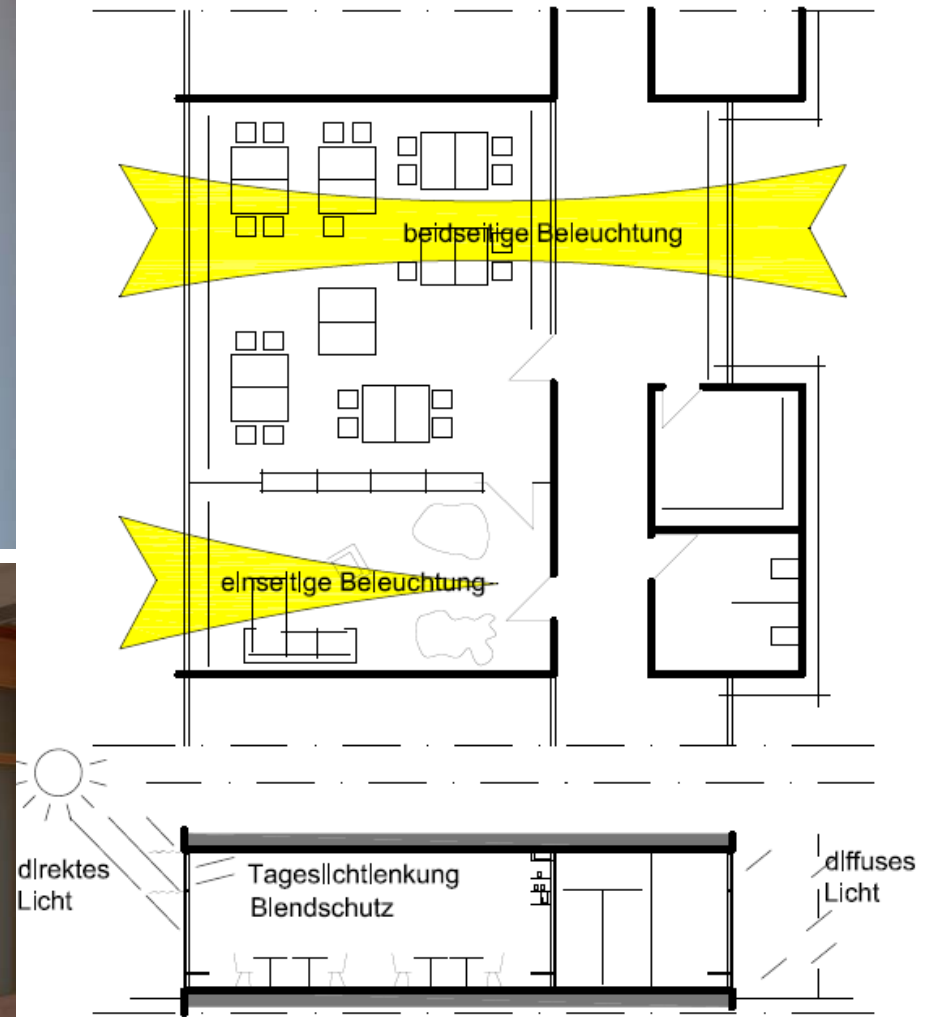 beidseitige Beleuchtung
einseitige Beleuchtung
direktes
Licht
Tageslichtlenkung
Blendschutz
diffuses
Licht